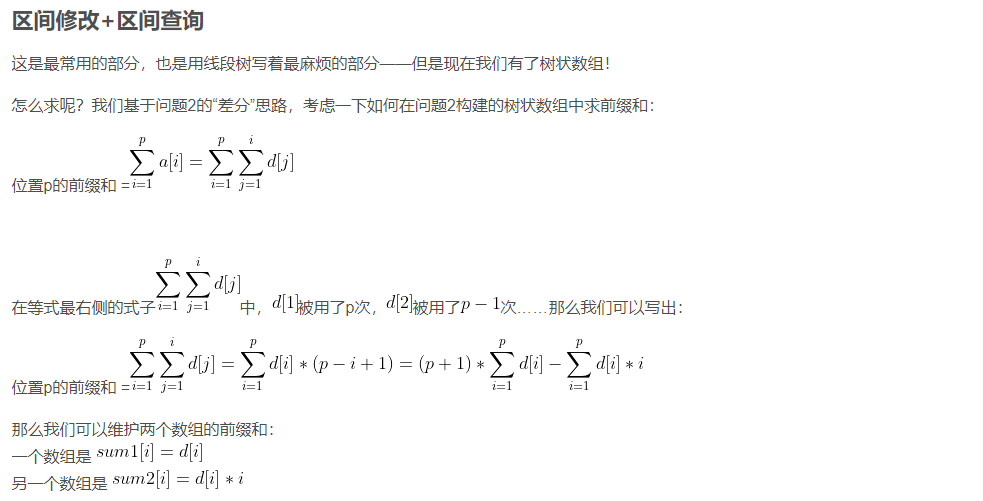 区间修改+区间查询
这是最常用的部分，也是用线段树写着最麻烦的部分——但是现在我们有了树状数组！
怎么求呢？我们基于问题2的“差分”思路，考虑一下如何在问题2构建的树状数组中求前缀和：
位置p的前缀和 = \sum_{i=1}^{p} a[i] = \sum_{i=1}^{p} \sum_{j=1}^{i} d[j]
在等式最右侧的式子 \sum_{i=1}^{p} \sum_{j=1}^{i} d[j] 中，d[1]被用了p次，d[2]被用了p − 1次……那么我们可以写出：
位置p的前缀和 = \sum_{i=1}^{p} \sum_{j=1}^{i} d[j] = \sum_{i=1}^{p} d[i] ∗ (p − i + 1) = (p + 1) ∗ \sum_{i=1}^{p} d[i] − \sum_{i=1}^{p} d[i] ∗ i
那么我们可以维护两个数组的前缀和：
一个数组是 sum1[i] = d[i]
另一个数组是 sum2[i] = d[i] ∗ i